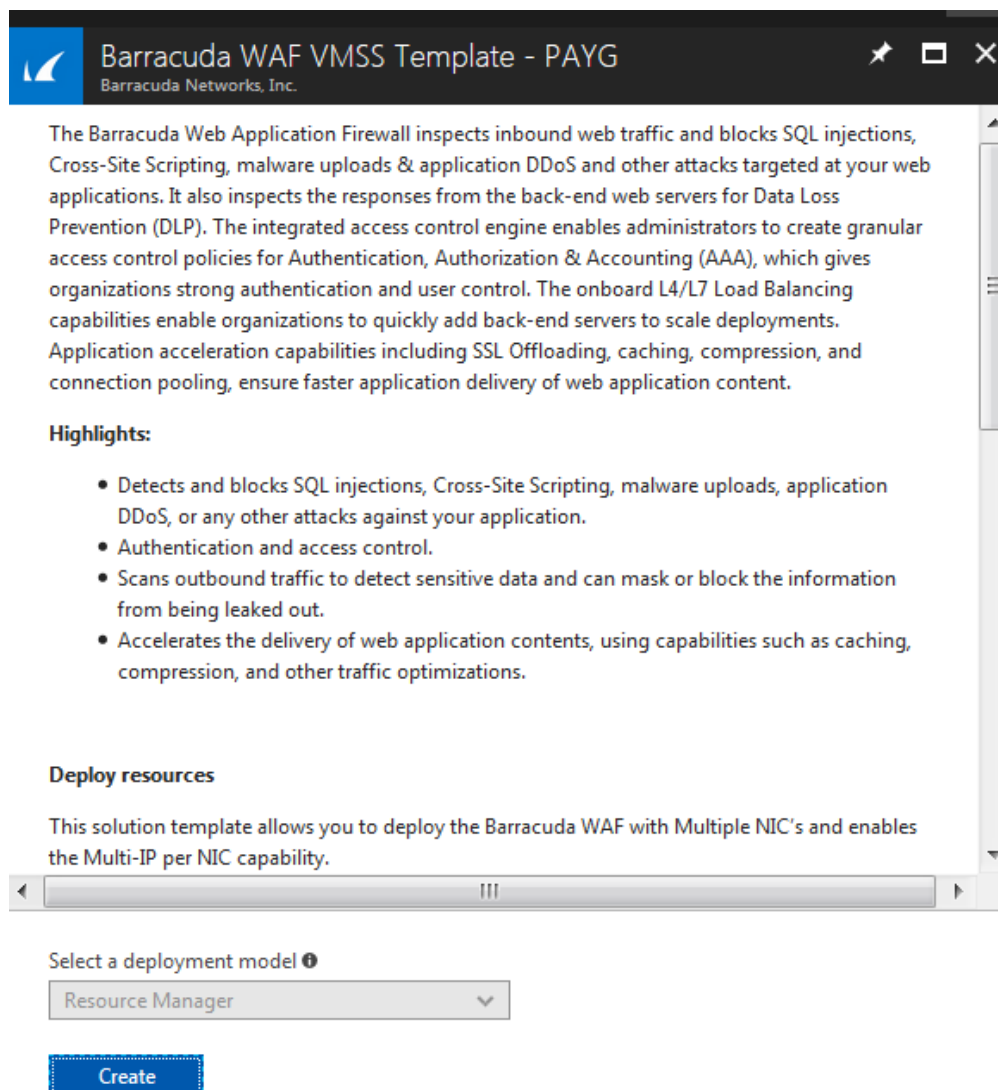 Barracuda WAF VMSS Template - PAYG
Barracuda Networks, Inc.
The Barracuda Web Application Firewall inspects inbound web traffic and blocks SQL injections,
Cross-Site Scripting, malware uploads & application DDoS and other attacks targeted at your web
applications. It also inspects the responses from the back-end web servers for Data Loss
Prevention (DLP). The integrated access control engine enables administrators to create granular
access control policies for Authentication, Authorization & Accounting (AAA), which gives
organizations strong authentication and user control. The onboard L4/L7 Load Balancing
capabilities enable organizations to quickly add back-end servers to scale deployments.
Application acceleration capabilities including SSL Offloading, caching, compression, and
connection pooling, ensure faster application delivery of web application content.
Highlights:
• Detects and blocks SQL injections, Cross-Site Scripting, malware uploads, application
DDoS, or any other attacks against your application.
• Authentication and access control.
• Scans outbound traffic to detect sensitive data and can mask or block the information
from being leaked out.
• Accelerates the delivery of web application contents, using capabilities such as caching,
compression, and other traffic optimizations.
Deploy resources
This solution template allows you to deploy the Barracuda WAF with Multiple NIC's and enables
the Multi-IP per NIC capability.
Select a deployment model
Resource Manager
Create